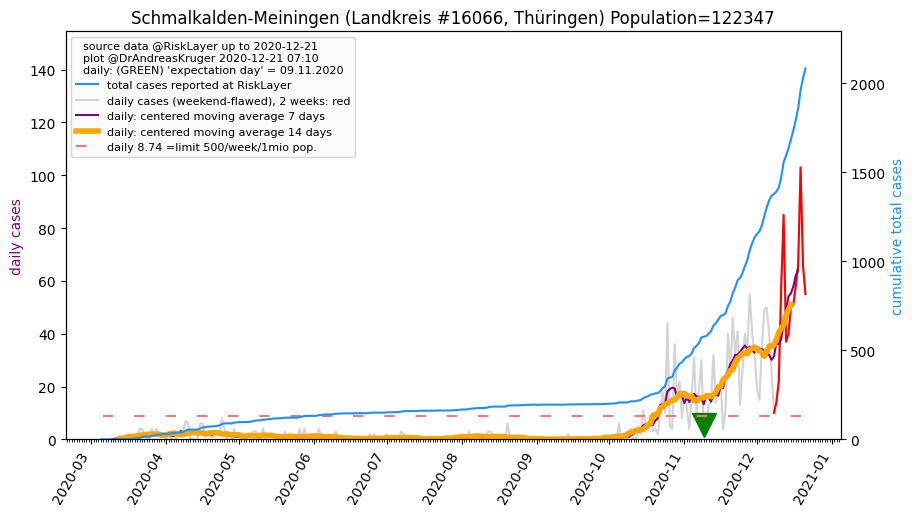 Schmalkalden-Meiningen (Landkreis #16066, Thüringen) Population=122347
source data @RiskLayer up to 2020-12-21
plot @DrAndreasKruger 2020-12-21 07:10
daily: (GREEN) 'expectation day' = 09.11.2020
total cases reported at RiskLayer
daily cases (weekend-flawed), 2 weeks: red
daily: centered moving average 7 days
daily: centered moving average 14 days
daily 8.74 =limit 500/week/1mio pop.
daily cases
140
120
100
80
60
40
20
0
cumulative total cases
2000
1500
1000
500
0
2020-03
2020-04
2020-05
2020-06
2020-07
2020-08
2020-09
2020-10
2020-11
2020-12
2021-01